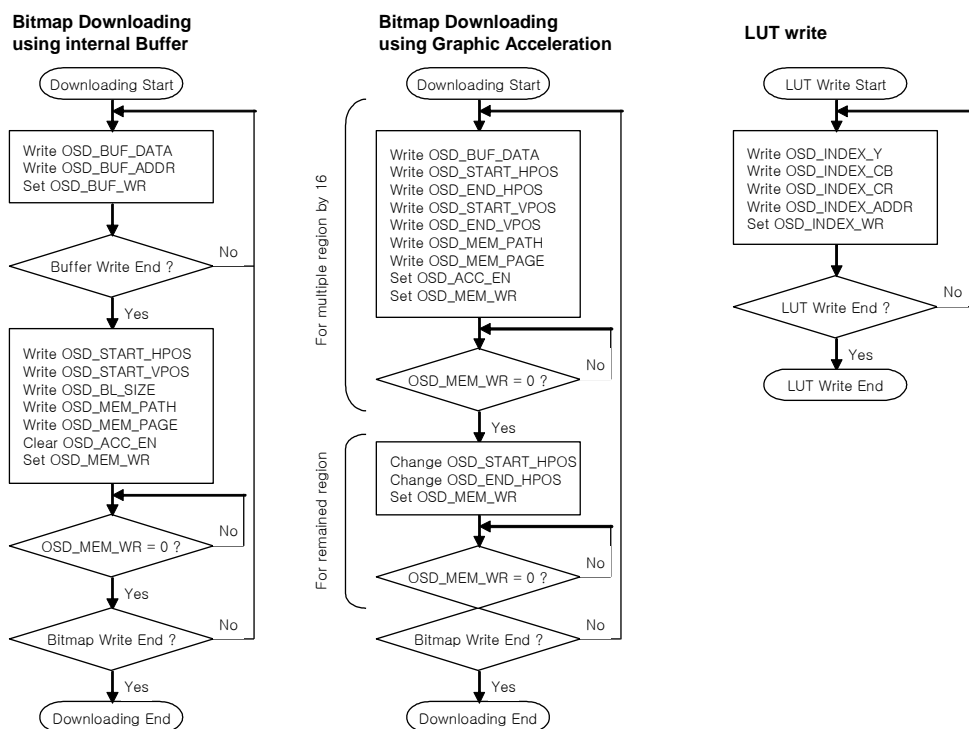 Bitmap Downloading
using internal Buffer
Downloading Start
Write OSD_BUF_DATA
Write OSD_BUF_ADDR
Set OSD_BUF_WR
Buffer Write End ?
No
Yes
Write OSD_START_HPOS
Write OSD_START_VPOS
Write OSD_BL_SIZE
Write OSD_MEM_PATH
Write OSD_MEM_PAGE
Clear OSD_ACC_EN
Set OSD_MEM_WR
OSD_MEM_WR = 0 ?
No
Yes
Bitmap Write End ?
No
Yes
Downloading End
Bitmap Downloading
using Graphic Acceleration
Downloading Start
For multiple region by 16
Write OSD_BUF_DATA
Write OSD_START_HPOS
Write OSD_END_HPOS
Write OSD_START_VPOS
Write OSD_END_VPOS
Write OSD_MEM_PATH
Write OSD_MEM_PAGE
Set OSD_ACC_EN
Set OSD_MEM_WR
OSD_MEM_WR = 0 ?
No
Yes
For remained region
Change OSD_START_HPOS
Change OSD_END_HPOS
Set OSD_MEM_WR
OSD_MEM_WR = 0 ?
No
Bitmap Write End ?
No
Yes
Downloading End
LUT write
LUT Write Start
Write OSD_INDEX_Y
Write OSD_INDEX_CB
Write OSD_INDEX_CR
Write OSD_INDEX_ADDR
Set OSD_INDEX_WR
LUT Write End ?
No
Yes
LUT Write End